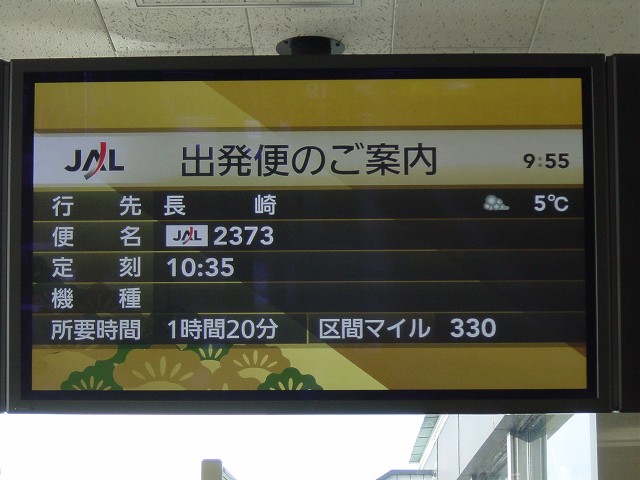 JAL 出発便のご案内 9:55
行先 長崎 5℃
便名 JAL 2373
定刻 10:35
機種
所要時間 1時間20分 区間マイル 330